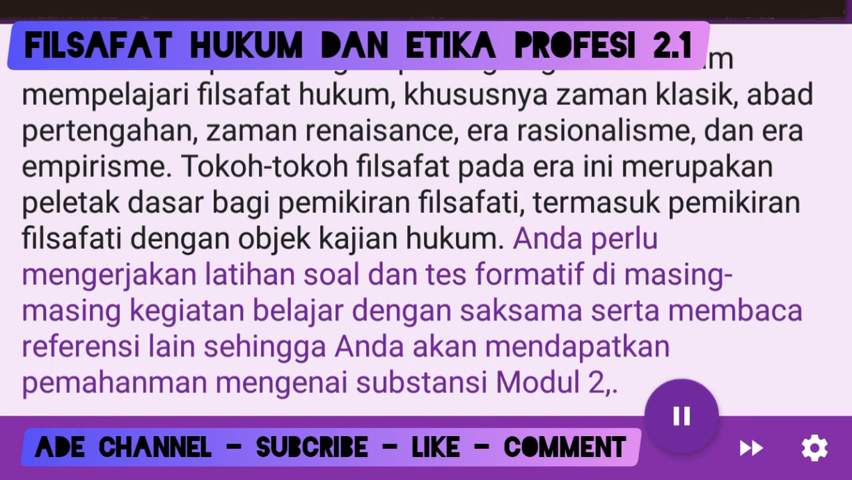 FILSAFAT HUKUM DAN ETIKA PROFESI 2.1
mempelajari filsafat hukum, khususnya zaman klasik, abad
pertengahan, zaman renaisance, era rasionalisme, dan era
empirisme. Tokoh-tokoh filsafat pada era ini merupakan
peletak dasar bagi pemikiran filsafati, termasuk pemikiran
filsafati dengan objek kajian hukum. Anda perlu
mengerjakan latihan soal dan tes formatif di masing-
masing kegiatan belajar dengan saksama serta membaca
referensi lain sehingga Anda akan mendapatkan
pemahanman mengenai substansi Modul 2,.
ADE CHANNEL - SUBCRIBE - LIKE - COMMENT